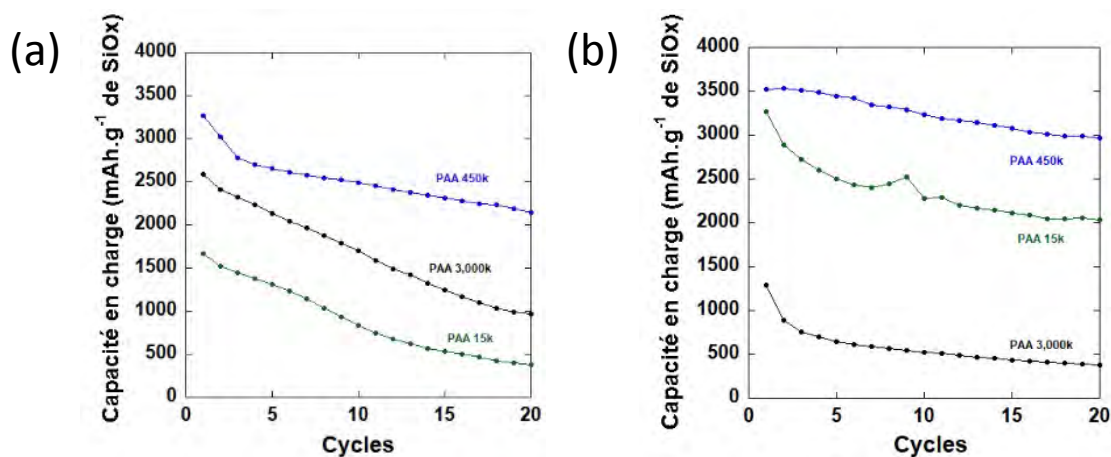 (a)
Capacité en charge (mAh.g⁻¹ de SiOx)
4000
3500
3000
2500
2000
1500
1000
500
0
PAA 450k
PAA 3,000k
PAA 15k
0 5 10 15 20
Cycles
(b)
Capacité en charge (mAh.g⁻¹ de SiOx)
4000
3500
3000
2500
2000
1500
1000
500
0
PAA 450k
PAA 15k
PAA 3,000k
0 5 10 15 20
Cycles